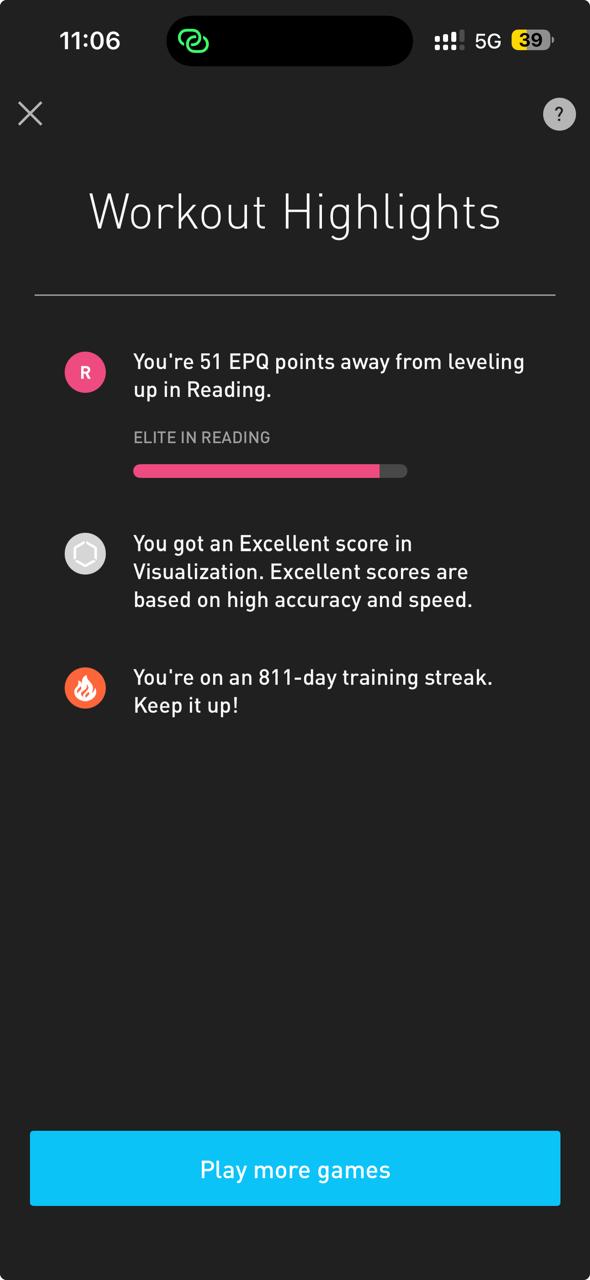 11:06
5G
39
?
Workout Highlights
R
You're 51 EPQ points away from leveling
up in Reading.
ELITE IN READING
You got an Excellent score in
Visualization. Excellent scores are
based on high accuracy and speed.
You're on an 811-day training streak.
Keep it up!
Play more games